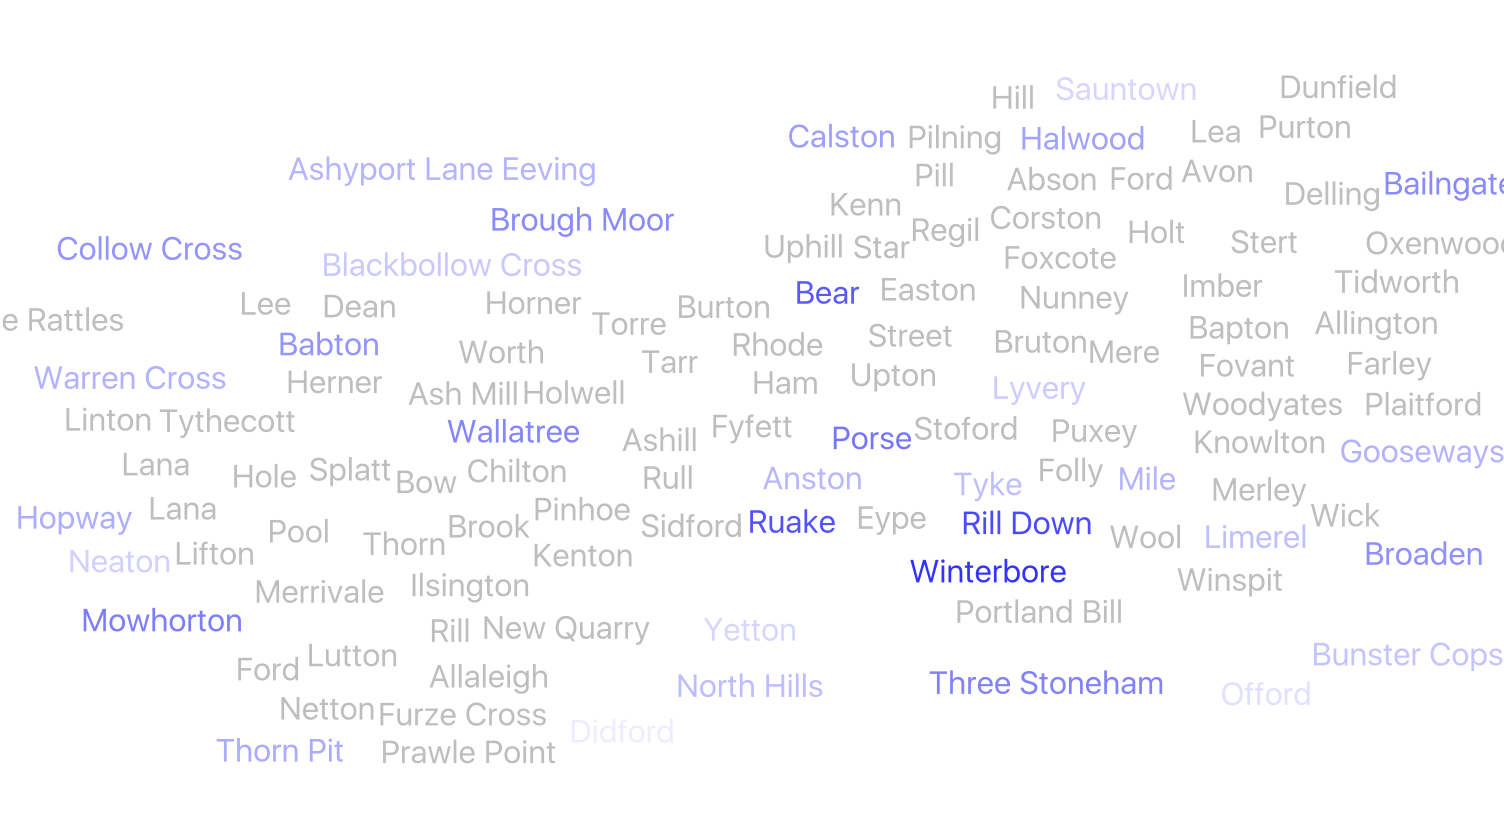 Hill
Sauntown
Dunfield
Calston
Pilning
Halwood
Lea
Purton
Ashyport Lane Eeving
Pill
Abson
Ford
Avon
Delling
Bailngate
Kenn
Brough Moor
Regil
Corston
Holt
Collow Cross
Uphill
Star
Stert
Oxenwood
Blackbollow Cross
Foxcote
Lee
Dean
Horner
Burton
Bear
Easton
Nunney
Imber
Tidworth
e Rattles
Torre
Babton
Worth
Tarr
Rhode
Street
Bruton
Mere
Bapton
Allington
Warren Cross
Herner
Ash Mill
Holwell
Ham
Upton
Lyvery
Fovant
Farley
Linton
Tythecott
Wallatree
Ashill
Fyfett
Porse
Stoford
Puxey
Woodyates
Plaitford
Knowlton
Gooseways
Lana
Hole
Splatt
Bow
Chilton
Rull
Anston
Tyke
Folly
Mile
Merley
Hopway
Lana
Pool
Thorn
Brook
Pinhoe
Sidford
Ruake
Eype
Rill Down
Wool
Limerel
Wick
Neaton
Lifton
Kenton
Broaden
Merrivale
Ilsington
Winterbore
Winspit
Mowhorton
Rill
New Quarry
Yetton
Portland Bill
Ford
Lutton
Allaleigh
North Hills
Three Stoneham
Offord
Bunster Cops
Netton
Furze Cross
Didford
Thorn Pit
Prawle Point